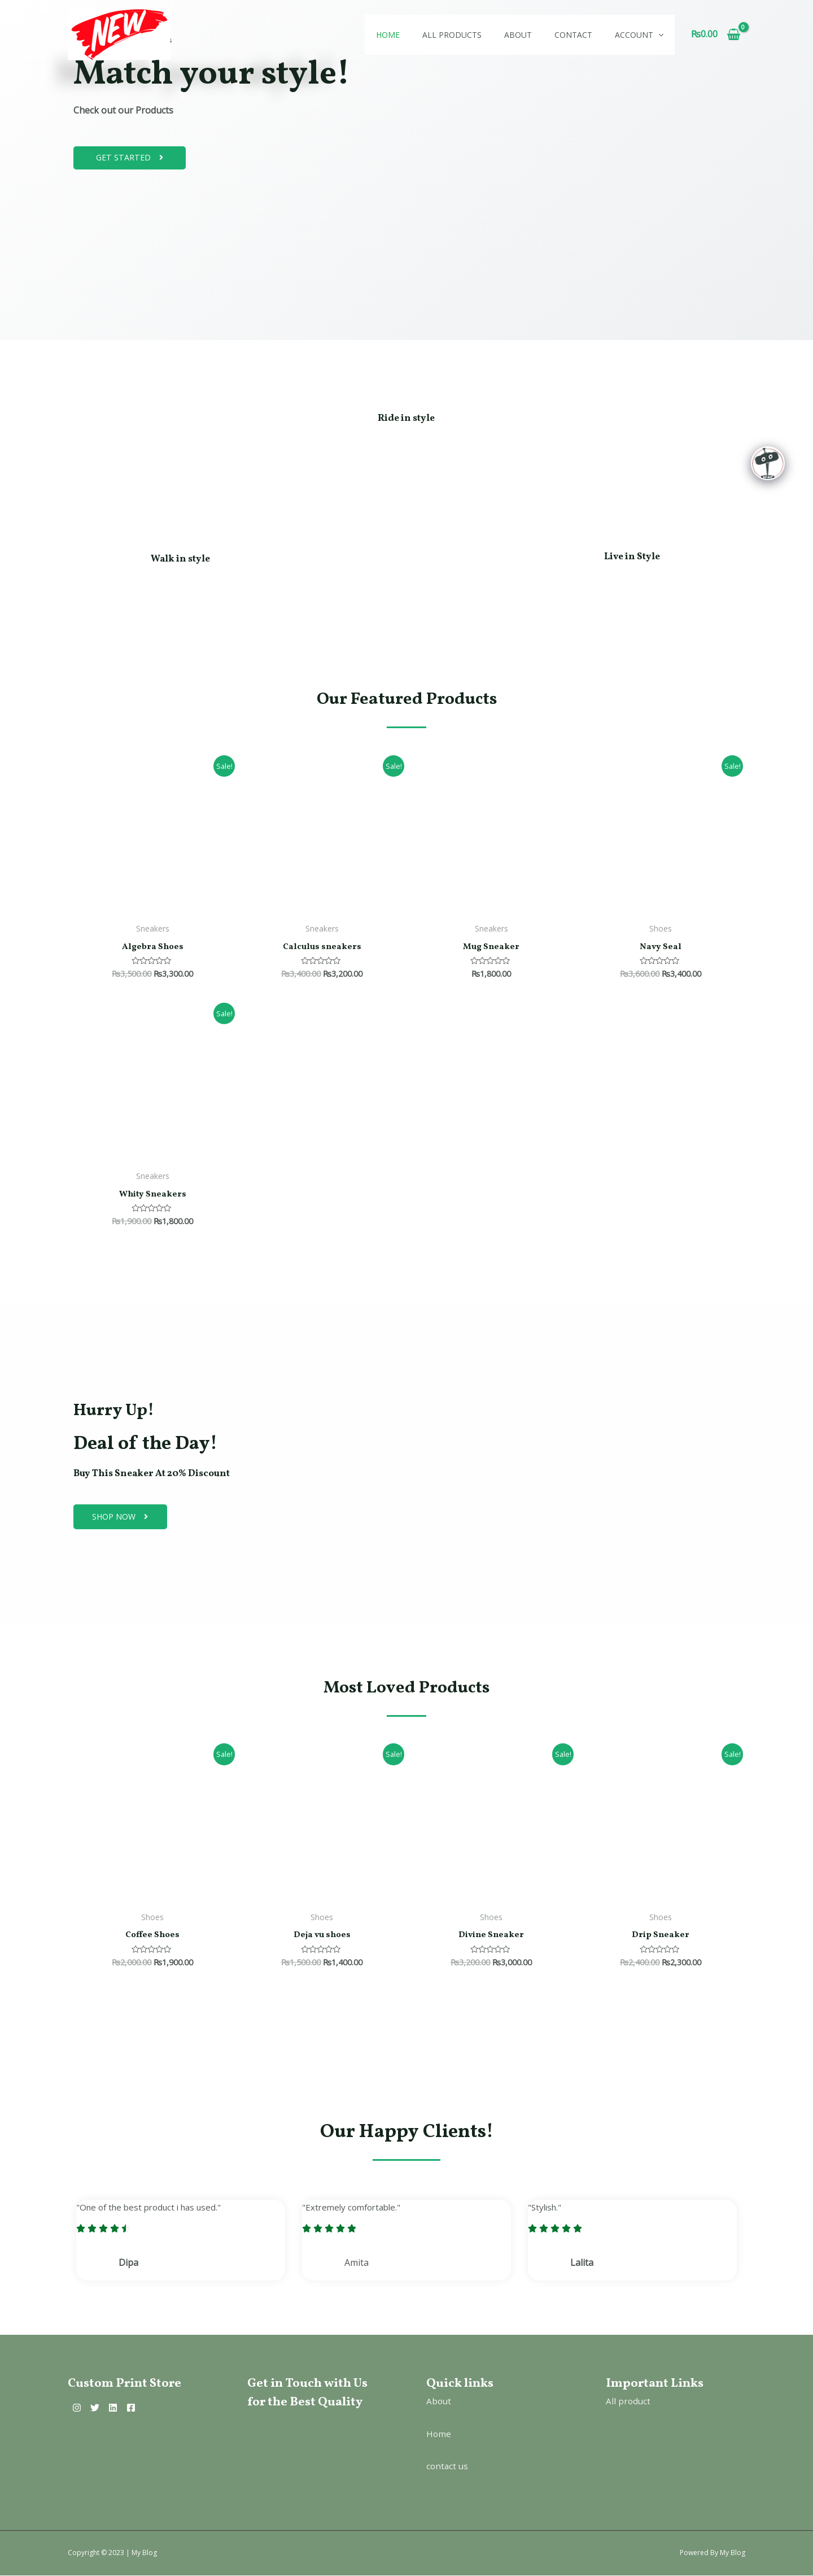 NEW
HOME
ALL PRODUCTS
ABOUT
CONTACT
ACCOUNT
₨0.00
0
Match your style!
Check out our Products
GET STARTED
Ride in style
Walk in style
Live in Style
Our Featured Products
Sale!
Sale!
Sale!
Sneakers
Sneakers
Sneakers
Shoes
Algebra Shoes
Calculus sneakers
Mug Sneaker
Navy Seal
₨3,500.00 ₨3,300.00
₨3,400.00 ₨3,200.00
₨1,800.00
₨3,600.00 ₨3,400.00
Sale!
Sneakers
Whity Sneakers
₨1,900.00 ₨1,800.00
Hurry Up!
Deal of the Day!
Buy This Sneaker At 20% Discount
SHOP NOW
Most Loved Products
Sale!
Sale!
Sale!
Sale!
Shoes
Shoes
Shoes
Shoes
Coffee Shoes
Deja vu shoes
Divine Sneaker
Drip Sneaker
₨2,000.00 ₨1,900.00
₨1,500.00 ₨1,400.00
₨3,200.00 ₨3,000.00
₨2,400.00 ₨2,300.00
Our Happy Clients!
"One of the best product i has used."
Dipa
"Extremely comfortable."
Amita
"Stylish."
Lalita
Custom Print Store
Get in Touch with Us
for the Best Quality
Quick links
About
Home
contact us
Important Links
All product
Copyright © 2023 | My Blog
Powered By My Blog